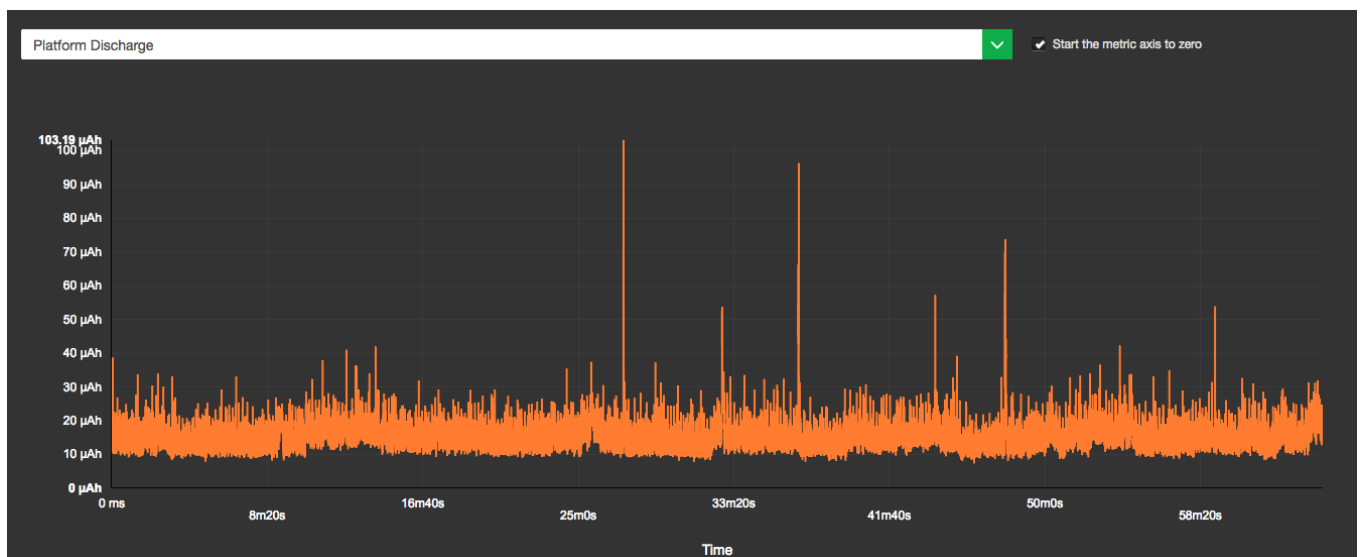 Platform Discharge
Start the metric axis to zero
103.19 µAh
100 µAh
90 µAh
80 µAh
70 µAh
60 µAh
50 µAh
40 µAh
30 µAh
20 µAh
10 µAh
0 µAh
0 ms
8m20s
16m40s
25m0s
33m20s
41m40s
50m0s
58m20s
Time